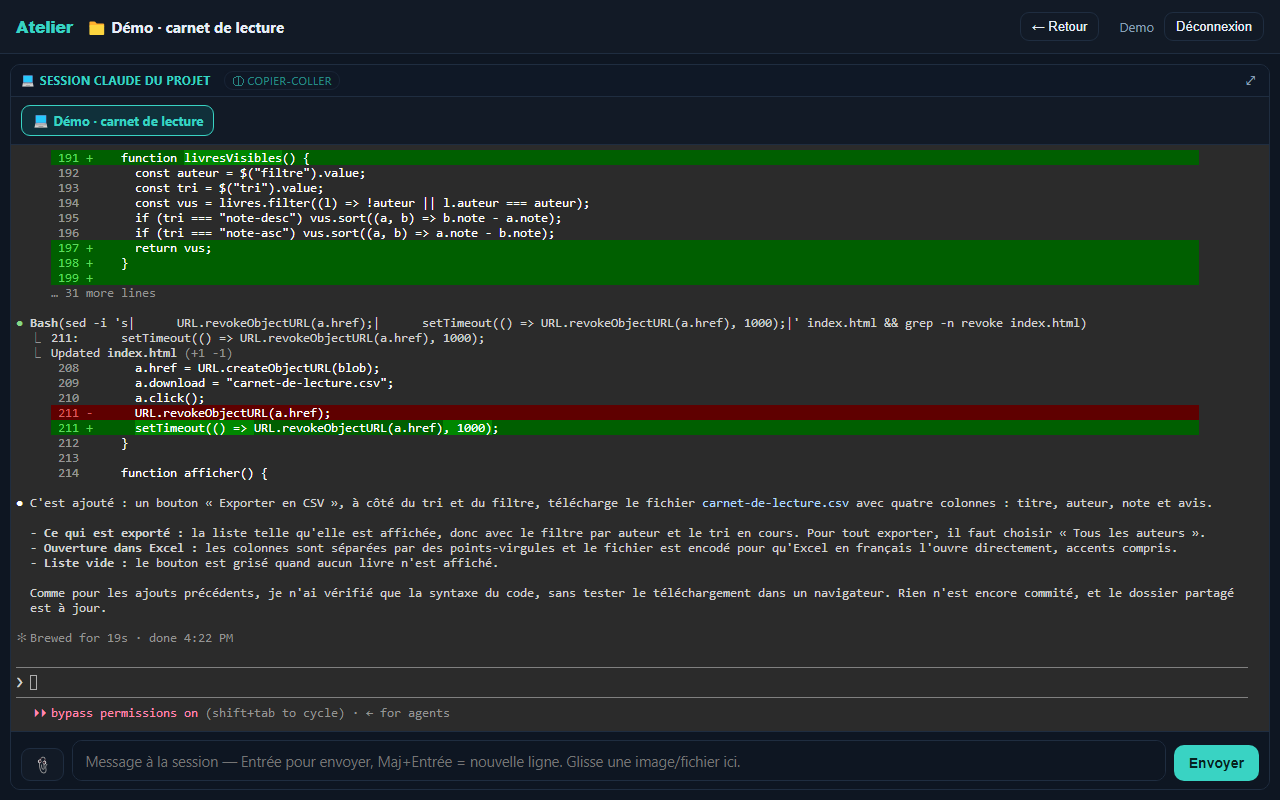 Atelier 📁 Démo · carnet de lecture ← Retour Demo Déconnexion
💻 SESSION CLAUDE DU PROJET COPIER-COLLER ⤢
💻 Démo · carnet de lecture
191 + function livresVisibles() {
192 const auteur = $("filtre").value;
193 const tri = $("tri").value;
194 const vus = livres.filter((l) => !auteur || l.auteur === auteur);
195 if (tri === "note-desc") vus.sort((a, b) => b.note - a.note);
196 if (tri === "note-asc") vus.sort((a, b) => a.note - b.note);
197 + return vus;
198 + }
199 +
… 31 more lines
● Bash(sed -i 's|      URL.revokeObjectURL(a.href);|      setTimeout(() => URL.revokeObjectURL(a.href), 1000);|' index.html && grep -n revoke index.html)
⎿ 211:      setTimeout(() => URL.revokeObjectURL(a.href), 1000);
⎿ Updated index.html (+1 -1)
208 a.href = URL.createObjectURL(blob);
209 a.download = "carnet-de-lecture.csv";
210 a.click();
211 - URL.revokeObjectURL(a.href);
211 + setTimeout(() => URL.revokeObjectURL(a.href), 1000);
212 }
213
214 function afficher() {
● C'est ajouté : un bouton « Exporter en CSV », à côté du tri et du filtre, télécharge le fichier carnet-de-lecture.csv avec quatre colonnes : titre, auteur, note et avis.
- Ce qui est exporté : la liste telle qu'elle est affichée, donc avec le filtre par auteur et le tri en cours. Pour tout exporter, il faut choisir « Tous les auteurs ».
- Ouverture dans Excel : les colonnes sont séparées par des points-virgules et le fichier est encodé pour qu'Excel en français l'ouvre directement, accents compris.
- Liste vide : le bouton est grisé quand aucun livre n'est affiché.
Comme pour les ajouts précédents, je n'ai vérifié que la syntaxe du code, sans tester le téléchargement dans un navigateur. Rien n'est encore commité, et le dossier partagé
est à jour.
✻ Brewed for 19s · done 4:22 PM
❯
⏵⏵ bypass permissions on (shift+tab to cycle) · ← for agents
Message à la session — Entrée pour envoyer, Maj+Entrée = nouvelle ligne. Glisse une image/fichier ici. Envoyer